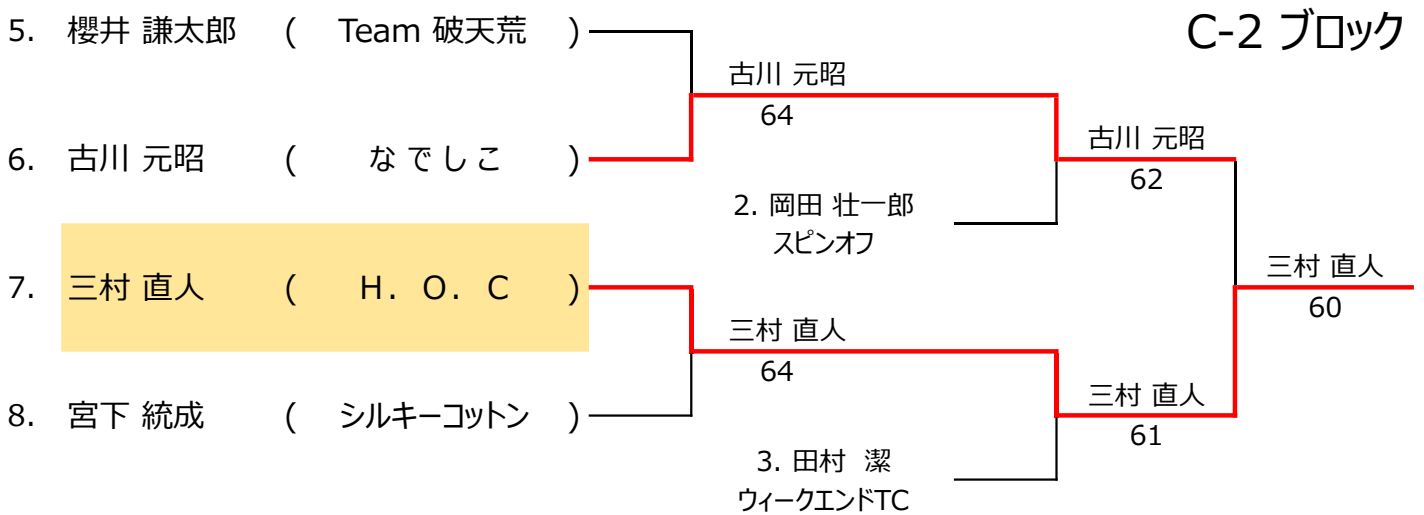 C-2 ブロック
5. 櫻井 謙太郎 ( Team 破天荒 )
古川 元昭
64
6. 古川 元昭 ( なでしこ )
古川 元昭
62
2. 岡田 壮一郎
スピンオフ
7. 三村 直人 ( H．O．C )
三村 直人
60
三村 直人
64
8. 宮下 統成 ( シルキーコットン )
三村 直人
61
3. 田村 潔
ウィークエンドTC